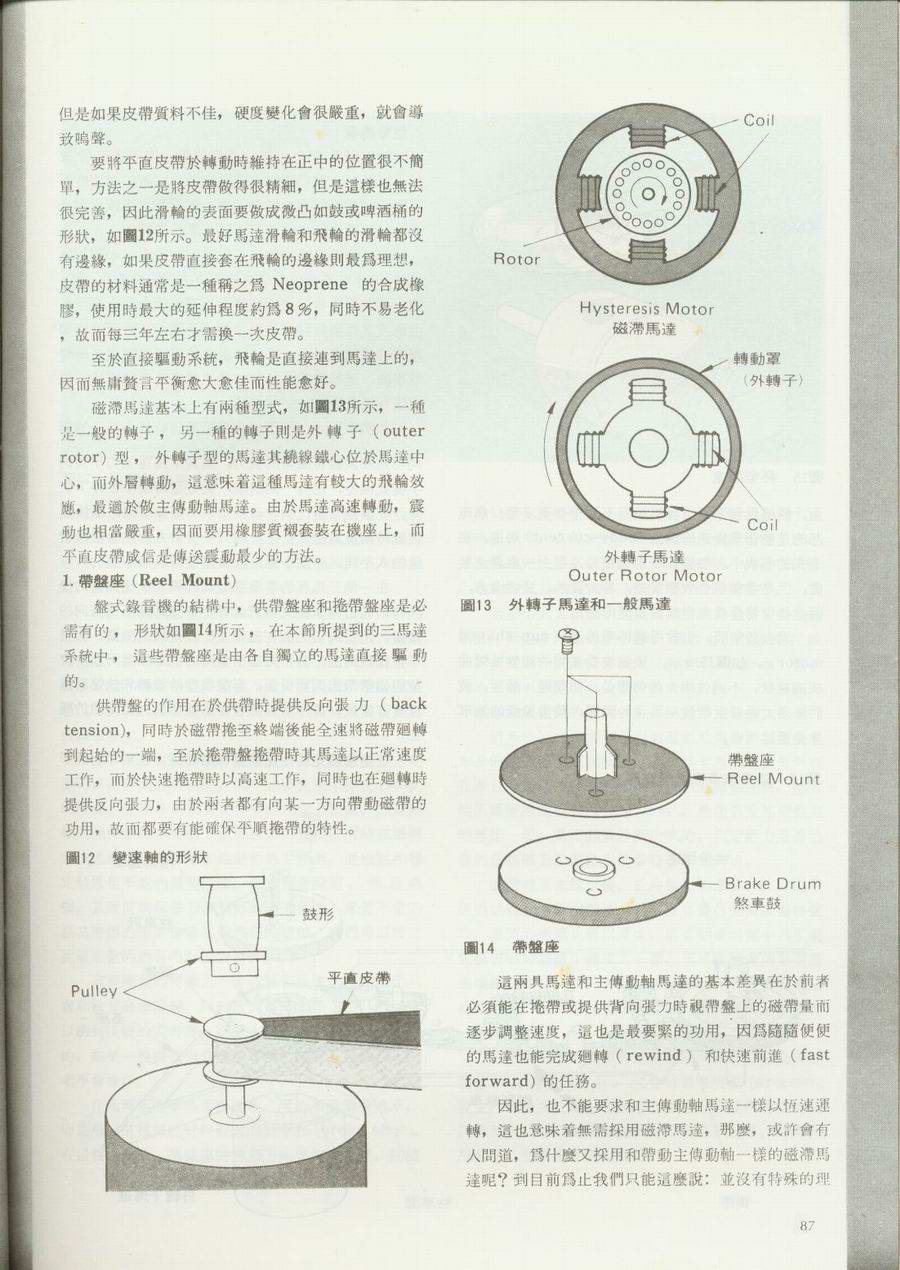 但是如果皮帶質料不佳，硬度變化會很嚴重，就會導
致嗚聲。
要將平直皮帶於轉動時維持在正中的位置很不簡
單，方法之一是將皮帶做得很精細，但是這樣也無法
很完善，因此滑輪的表面要做成微凸如鼓或啤酒桶的
形狀，如圖12所示。最好馬達滑輪和飛輪的滑輪都沒
有邊緣，如果皮帶直接套在飛輪的邊緣則最爲理想，
皮帶的材料通常是一種稱之爲 Neoprene 的合成橡
膠，使用時最大的延伸程度約爲8%，同時不易老化
，故而每三年左右才需換一次皮帶。
至於直接驅動系統，飛輪是直接連到馬達上的，
因而無庸贅言平衡愈大愈佳而性能愈好。
磁滯馬達基本上有兩種型式，如圖13所示，一種
是一般的轉子，另一種的轉子則是外轉子（outer
rotor）型，外轉子型的馬達其繞線鐵心位於馬達中
心，而外層轉動，這意味着這種馬達有較大的飛輪效
應，最適於做主傳動軸馬達。由於馬達高速轉動，震
動也相當嚴重，因而要用橡膠質襯套裝在機座上，而
平直皮帶咸信是傳送震動最少的方法。
1. 帶盤座（Reel Mount）
盤式錄音機的結構中，供帶盤座和捲帶盤座是必
需有的，形狀如圖14所示，在本節所提到的三馬達
系統中，這些帶盤座是由各自獨立的馬達直接驅動
的。
供帶盤的作用在於供帶時提供反向張力（back
tension），同時於磁帶捲至終端後能全速將磁帶廻轉
到起始的一端，至於捲帶盤捲帶時其馬達以正常速度
工作，而於快速捲帶時以高速工作，同時也在廻轉時
提供反向張力，由於兩者都有向某一方向帶動磁帶的
功用，故而都要有能確保平順捲帶的特性。
圖12 變速軸的形狀
鼓形
平直皮帶
Pulley
Coil
Rotor
Hysteresis Motor
磁滯馬達
轉動罩
（外轉子）
Coil
外轉子馬達
Outer Rotor Motor
圖13 外轉子馬達和一般馬達
帶盤座
Reel Mount
Brake Drum
煞車鼓
圖14 帶盤座
這兩具馬達和主傳動軸馬達的基本差異在於前者
必須能在捲帶或提供背向張力時視帶盤上的磁帶量而
逐步調整速度，這也是最要緊的功用，因爲隨隨便便
的馬達也能完成廻轉（rewind）和快速前進（fast
forward）的任務。
因此，也不能要求和主傳動軸馬達一樣以恆速運
轉，這也意味着無需採用磁滯馬達，那麼，或許會有
人問道，爲什麼又採用和帶動主傳動軸一樣的磁滯馬
達呢？到目前爲止我們只能這麼說：並沒有特殊的理
87